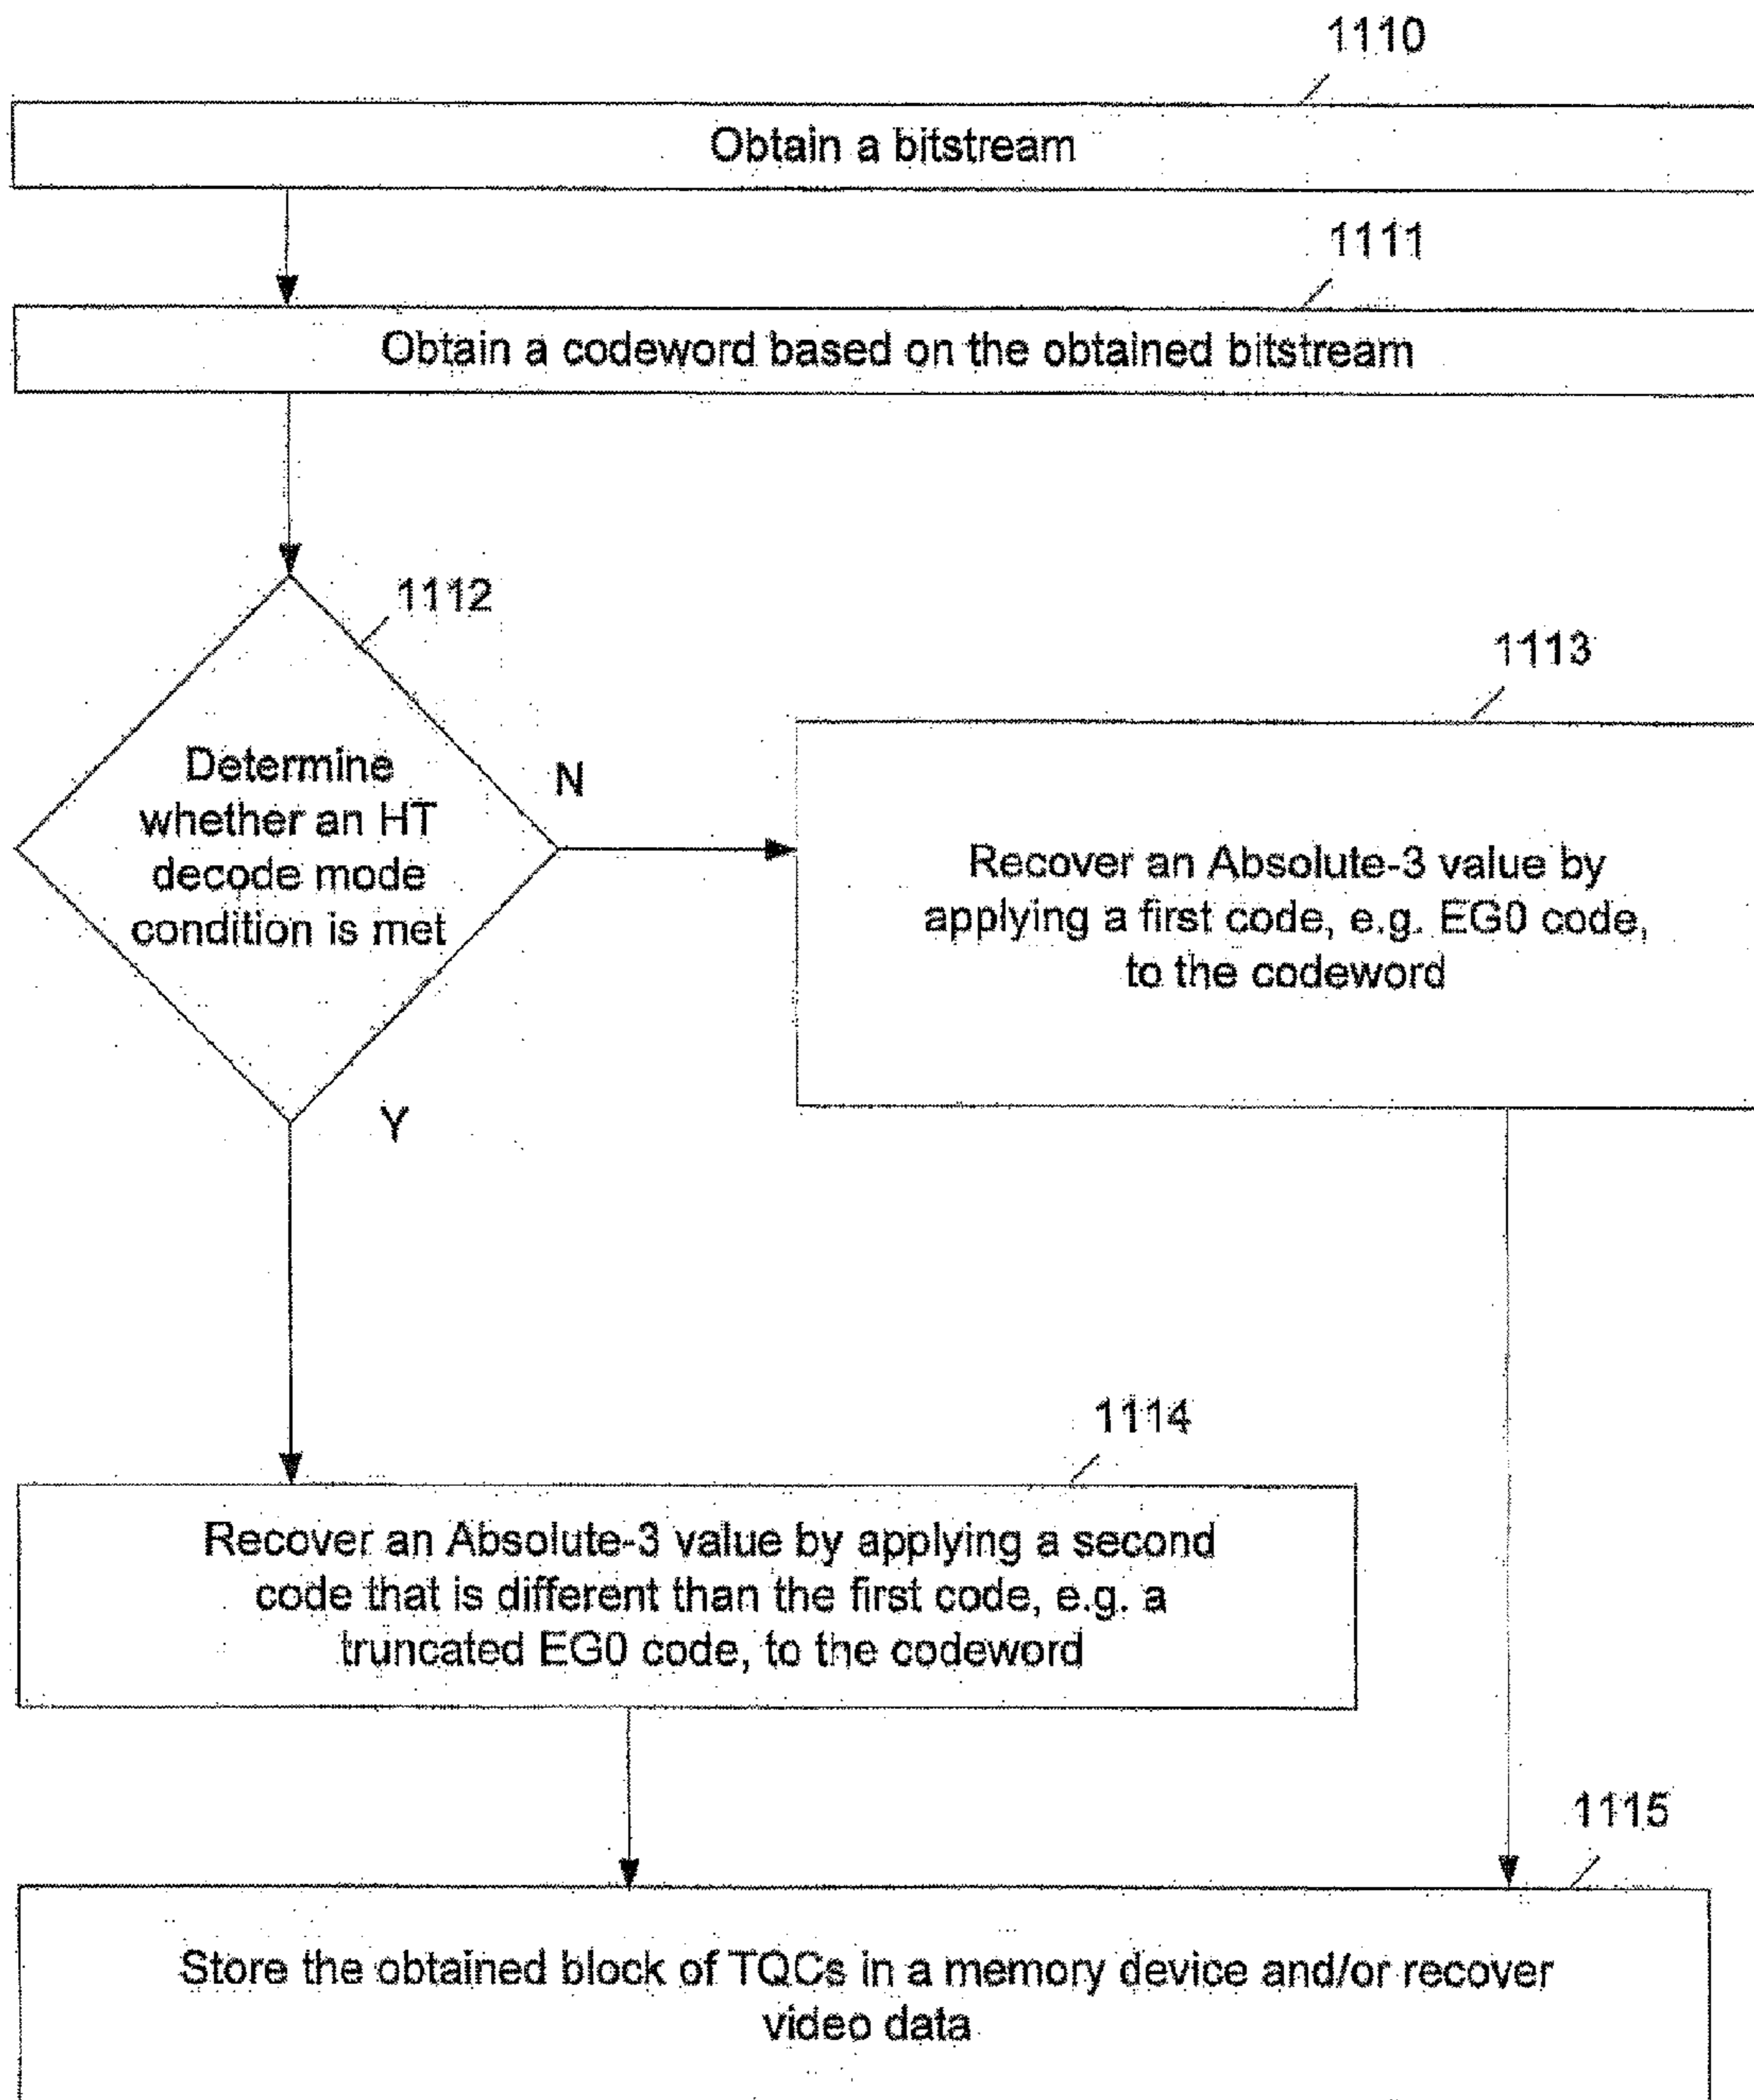 1110
Obtain a bitstream
1111
Obtain a codeword based on the obtained bitstream
1112
Determine
whether an HT
decode mode
condition is met
N
Y
1113
Recover an Absolute-3 value by
applying a first code, e.g. EG0 code,
to the codeword
1114
Recover an Absolute-3 value by applying a second
code that is different than the first code, e.g. a
truncated EG0 code, to the codeword
1115
Store the obtained block of TQCs in a memory device and/or recover
video data